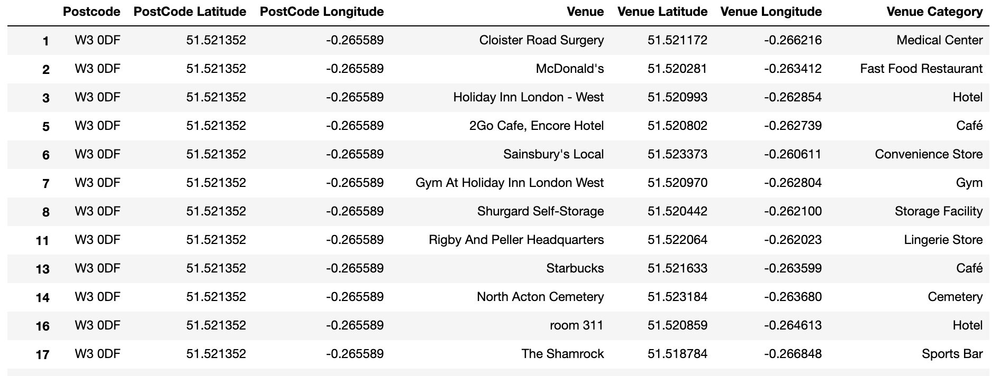 Postcode PostCode Latitude PostCode Longitude Venue Venue Latitude Venue Longitude Venue Category
1 W3 0DF 51.521352 -0.265589 Cloister Road Surgery 51.521172 -0.266216 Medical Center
2 W3 0DF 51.521352 -0.265589 McDonald's 51.520281 -0.263412 Fast Food Restaurant
3 W3 0DF 51.521352 -0.265589 Holiday Inn London - West 51.520993 -0.262854 Hotel
5 W3 0DF 51.521352 -0.265589 2Go Cafe, Encore Hotel 51.520802 -0.262739 Café
6 W3 0DF 51.521352 -0.265589 Sainsbury's Local 51.523373 -0.260611 Convenience Store
7 W3 0DF 51.521352 -0.265589 Gym At Holiday Inn London West 51.520970 -0.262804 Gym
8 W3 0DF 51.521352 -0.265589 Shurgard Self-Storage 51.520442 -0.262100 Storage Facility
11 W3 0DF 51.521352 -0.265589 Rigby And Peller Headquarters 51.522064 -0.262023 Lingerie Store
13 W3 0DF 51.521352 -0.265589 Starbucks 51.521633 -0.263599 Café
14 W3 0DF 51.521352 -0.265589 North Acton Cemetery 51.523184 -0.263680 Cemetery
16 W3 0DF 51.521352 -0.265589 room 311 51.520859 -0.264613 Hotel
17 W3 0DF 51.521352 -0.265589 The Shamrock 51.518784 -0.266848 Sports Bar